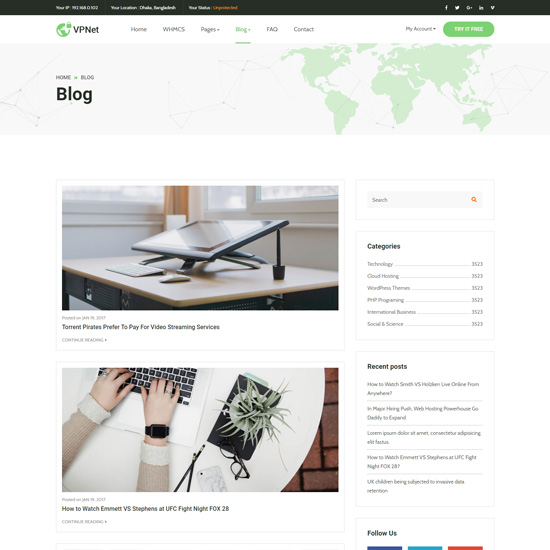 Your IP : 192.168.0.102 Your Location : Dhaka, Bangladesh Your Status : Unprotected
VPNet Home WHMCS Pages Blog FAQ Contact My Account TRY IT FREE
HOME » BLOG
Blog
Search
Categories
Technology 3523
Cloud Hosting 3523
WordPress Themes 3523
PHP Programing 3523
International Business 3523
Social & Science 3523
Posted on JAN 19, 2017
Torrent Pirates Prefer To Pay For Video Streaming Services
CONTINUE READING
Recent posts
How to Watch Smith VS Holzken Live Online From
Anywhere?
In Major Hiring Push, Web Hosting Powerhouse Go
Daddy to Expand
Lorem ipsum dolor sit amet, consectetur adipisicing
elit factus.
How to Watch Emmett VS Stephens at UFC Fight
Night FOX 28?
UK children being subjected to invasive data
retention
Posted on JAN 19, 2017
How to Watch Emmett VS Stephens at UFC Fight Night FOX 28
CONTINUE READING
Follow Us